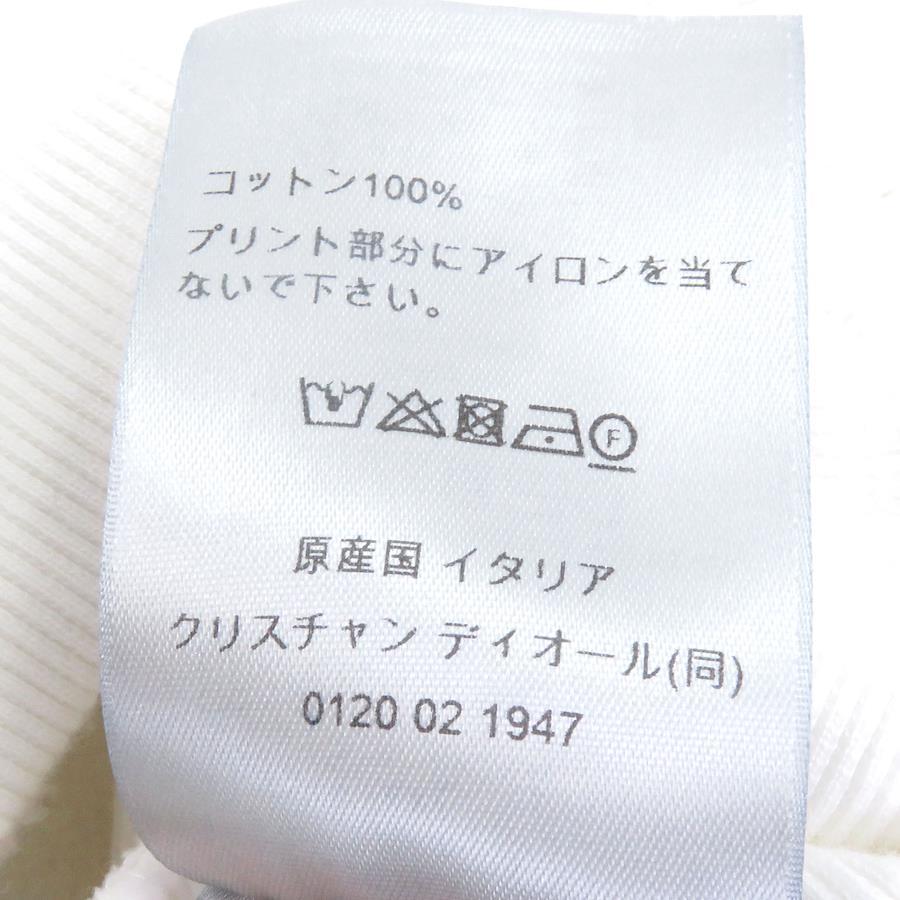 コットン100%
プリント部分にアイロンを当て
ないで下さい。
F
原産国 イタリア
クリスチャン ディオール(同)
0120 02 1947